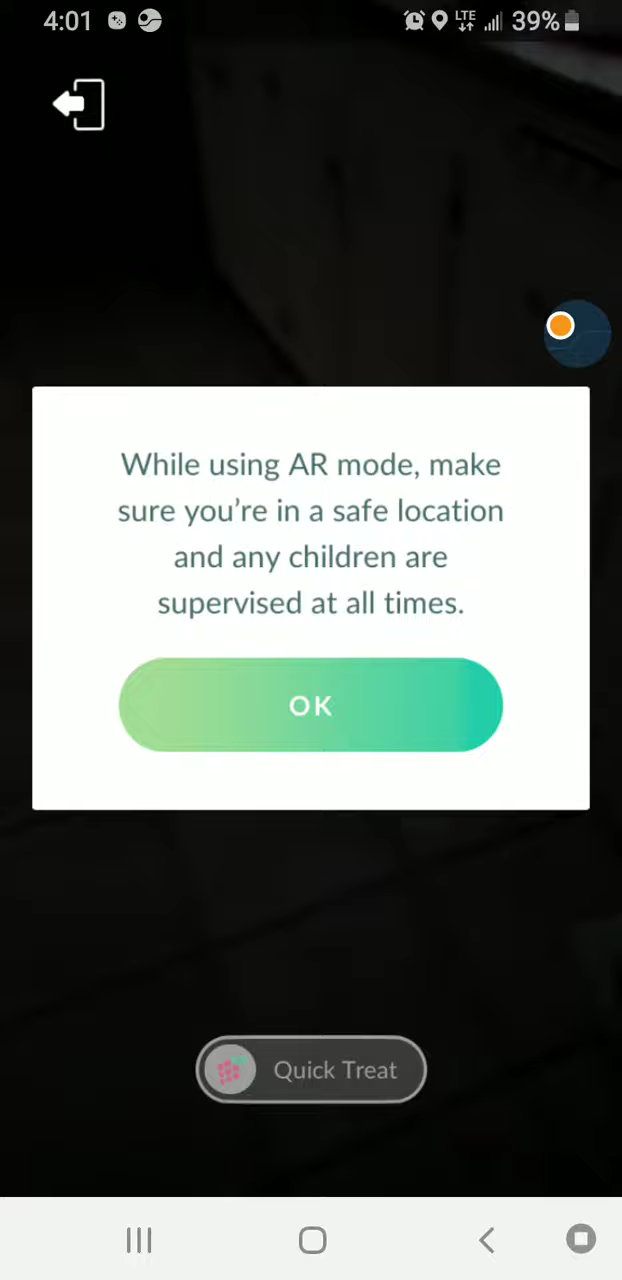 4:01 LTE 39%
While using AR mode, make
sure you’re in a safe location
and any children are
supervised at all times.
OK
Quick Treat